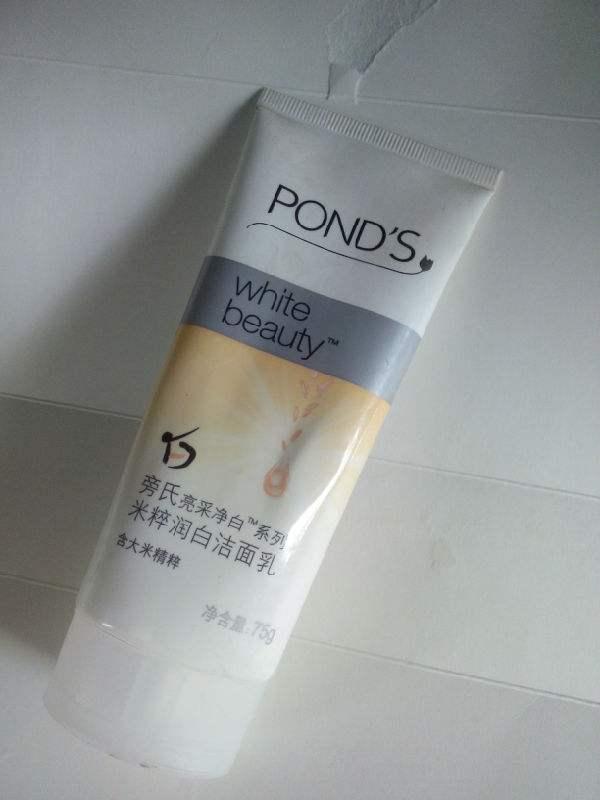 POND'S
white
beauty™
旁氏亮采净白™系列
米粹润白洁面乳
含大米精粹
净含量:75g